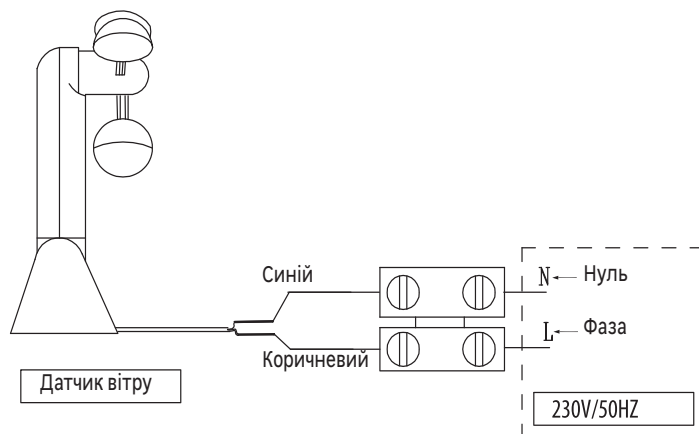 Синій
N
Нуль
L
Фаза
Коричневий
Датчик вітру
230V/50HZ